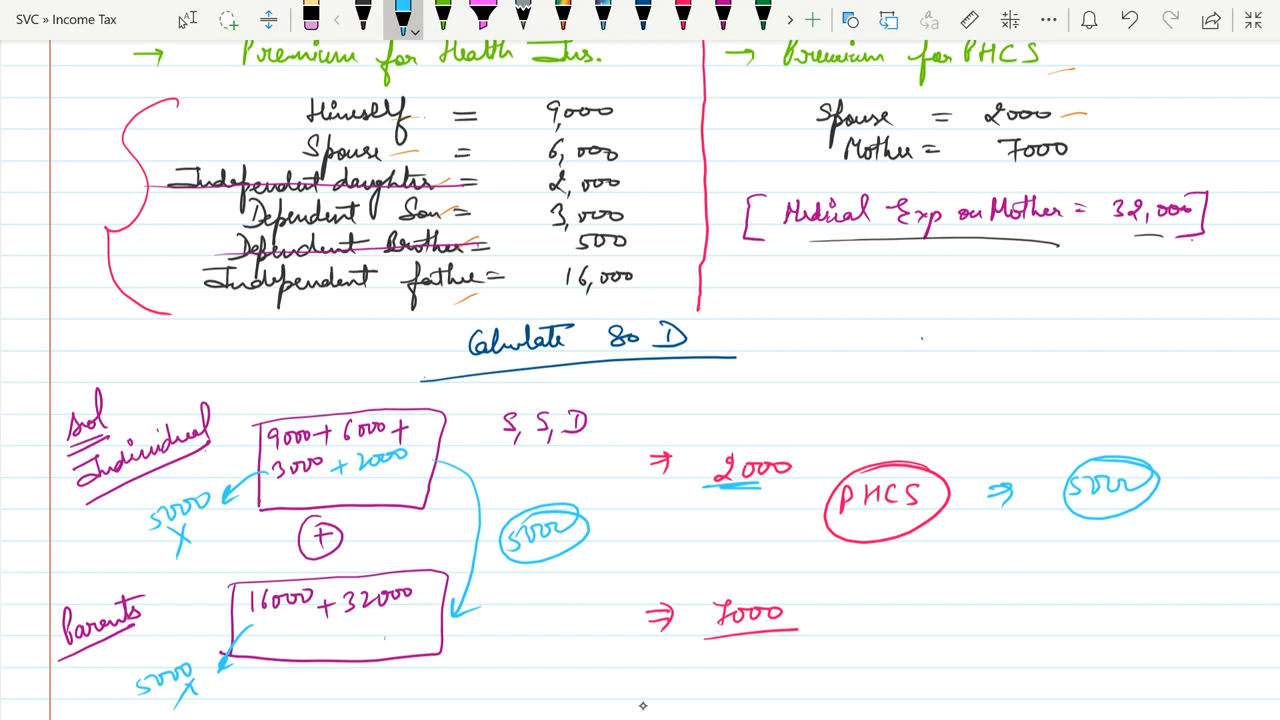 SVC » Income Tax
→ Premium for Health Ins.
Himself = 9,000
Spouse = 6,000
Independent daughter = 2,000
Dependent Son = 3,000
Dependent Brother = 500
Independent father = 16,000
→ Premium for PHCS
Spouse = 2000
Mother = 7000
[ Medical Exp on Mother = 32,000 ]
Calculate 80 D
Sol
Individual
9000 + 6000 +
3000 + 2000
S, S, D
⇒ 2000
PHCS ⇒ 5000
5000
X
+
5000
Parents
16000 + 32000
⇒ 7000
5000
X